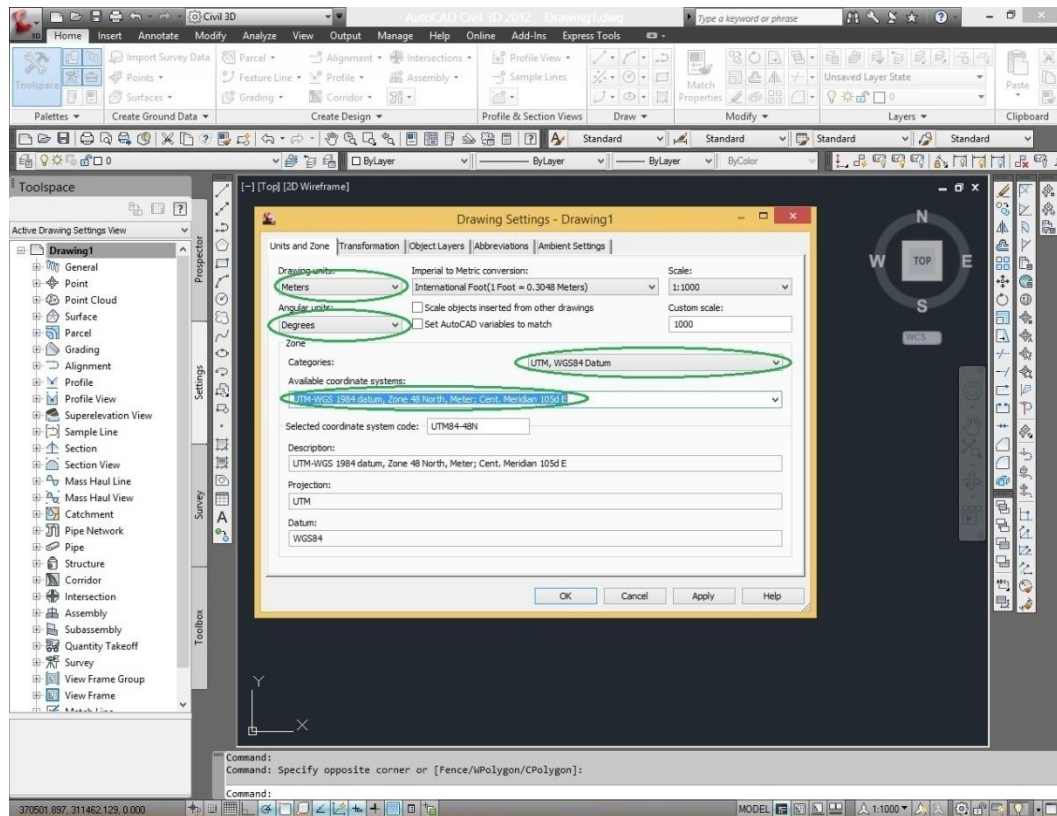 Civil 3D
AutoCAD Civil 3D 2012 Drawing1.dwg
Type a keyword or phrase
3D
Home Insert Annotate Modify Analyze View Output Manage Help Online Add-Ins Express Tools
Toolspace
Import Survey Data
Points
Surfaces
Parcel
Feature Line
Grading
Alignment
Profile
Corridor
Intersections
Assembly
Profile View
Sample Lines
Match
Properties
Unsaved Layer State
0
Paste
Palettes Create Ground Data Create Design Profile & Section Views Draw Modify Layers Clipboard
Standard Standard Standard Standard
0 ByLayer ByLayer ByLayer ByColor
Toolspace
Active Drawing Settings View
Drawing1
General
Point
Point Cloud
Surface
Parcel
Grading
Alignment
Profile
Profile View
Superelevation View
Sample Line
Section
Section View
Mass Haul Line
Mass Haul View
Catchment
Pipe Network
Pipe
Structure
Corridor
Intersection
Assembly
Subassembly
Quantity Takeoff
Survey
View Frame Group
View Frame
Match Line
Prospector
Settings
Survey
Toolbox
[-] [Top] [2D Wireframe]
N
W TOP E
S
WCS
Drawing Settings - Drawing1
Units and Zone Transformation Object Layers Abbreviations Ambient Settings
Drawing units: Imperial to Metric conversion: Scale:
Meters International Foot(1 Foot = 0.3048 Meters) 1:1000
Angular units: Scale objects inserted from other drawings Custom scale:
Degrees Set AutoCAD variables to match 1000
Zone
Categories: UTM, WGS84 Datum
Available coordinate systems:
UTM-WGS 1984 datum, Zone 48 North, Meter; Cent. Meridian 105d E
Selected coordinate system code: UTM84-48N
Description:
UTM-WGS 1984 datum, Zone 48 North, Meter; Cent. Meridian 105d E
Projection:
UTM
Datum:
WGS84
OK Cancel Apply Help
Y
X
Command:
Command: Specify opposite corner or [Fence/WPolygon/CPolygon]:
Command:
370501.897, 311462.129, 0.000
MODEL 1:1000